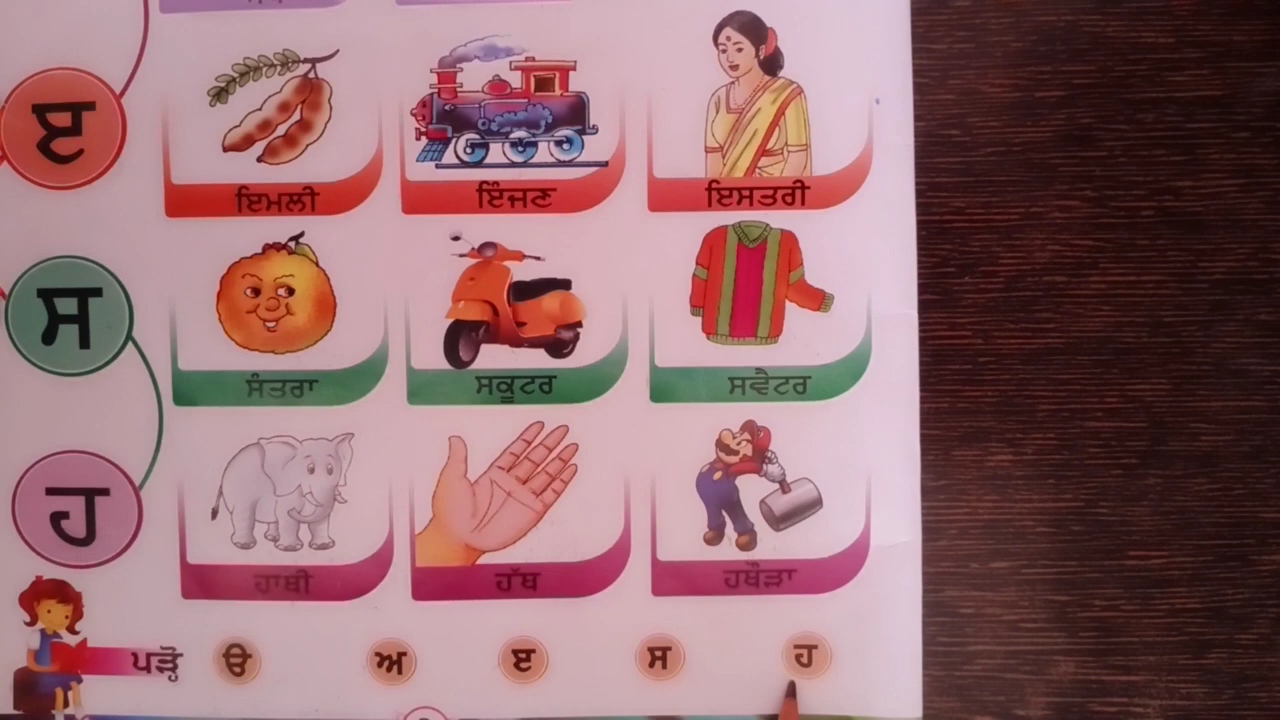 ੲ
ਇਮਲੀ ਇੰਜਣ ਇਸਤਰੀ
ਸ
ਸੰਤਰਾ ਸਕੂਟਰ ਸਵੈਟਰ
ਹ
ਹਾਥੀ ਹੱਥ ਹਥੌੜਾ
ਪੜ੍ਹੋ ੳ ਅ ੲ ਸ ਹ